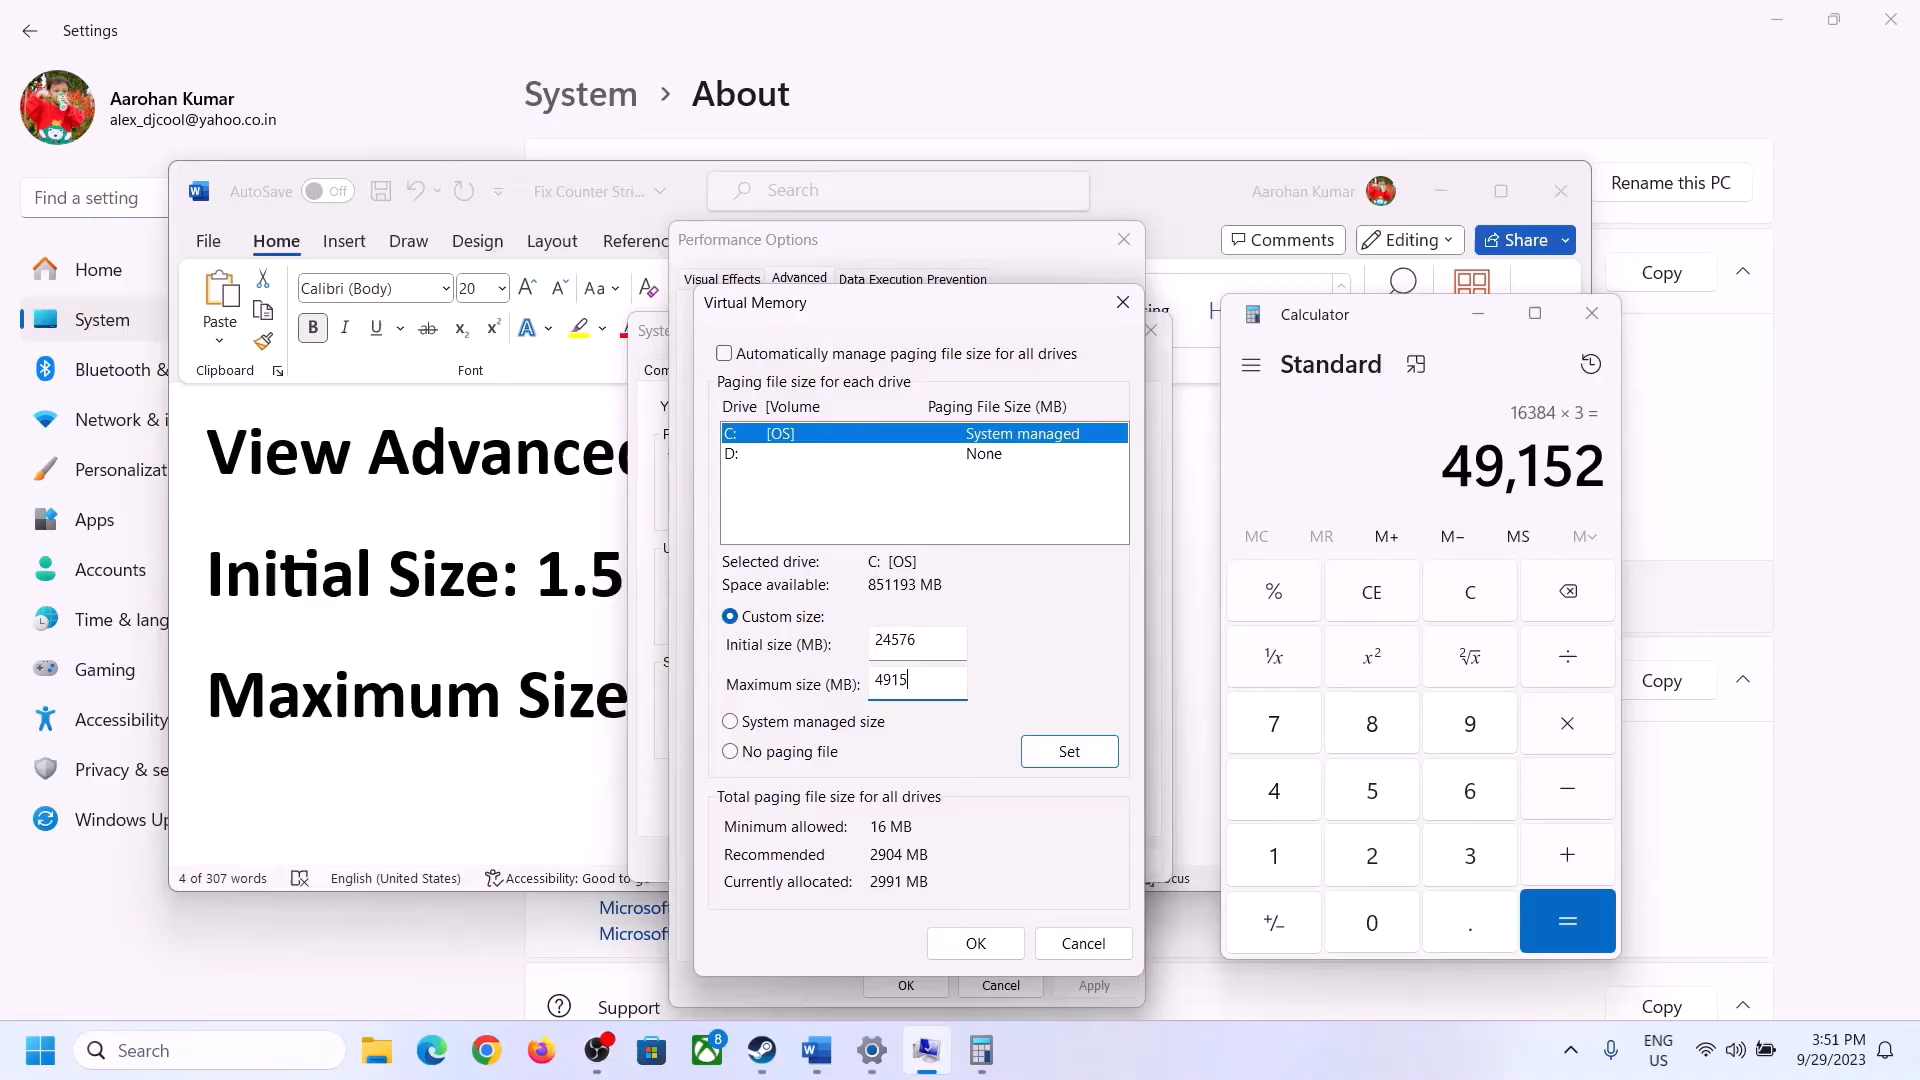 Settings
Aarohan Kumar
alex_djcool@yahoo.co.in
System > About
Find a setting
Home
System
Bluetooth &
Network & i
Personalizat
Apps
Accounts
Time & lang
Gaming
Accessibility
Privacy & se
Windows Up
Rename this PC
Copy
Copy
Support
Copy
AutoSave Off
Fix Counter Stri...
Search
Aarohan Kumar
File Home Insert Draw Design Layout Referenc
Comments Editing Share
Paste
Calibri (Body) 20
Clipboard
Font
View Advanced
Initial Size: 1.5
Maximum Size
4 of 307 words English (United States) Accessibility: Good to
Microsof
Microsof
Performance Options
Visual Effects Advanced Data Execution Prevention
Syste
Com
OK Cancel Apply
Virtual Memory
Automatically manage paging file size for all drives
Paging file size for each drive
Drive [Volume Paging File Size (MB)
C: [OS] System managed
D: None
Selected drive: C: [OS]
Space available: 851193 MB
Custom size:
Initial size (MB): 24576
Maximum size (MB): 4915
System managed size
No paging file
Set
Total paging file size for all drives
Minimum allowed: 16 MB
Recommended 2904 MB
Currently allocated: 2991 MB
OK Cancel
Calculator
Standard
16384 × 3 =
49,152
MC MR M+ M− MS M
% CE C
¹/x x² ²√x ÷
7 8 9 ×
4 5 6 −
1 2 3 +
+/− 0 . =
Search
8
ENG
US
3:51 PM
9/29/2023